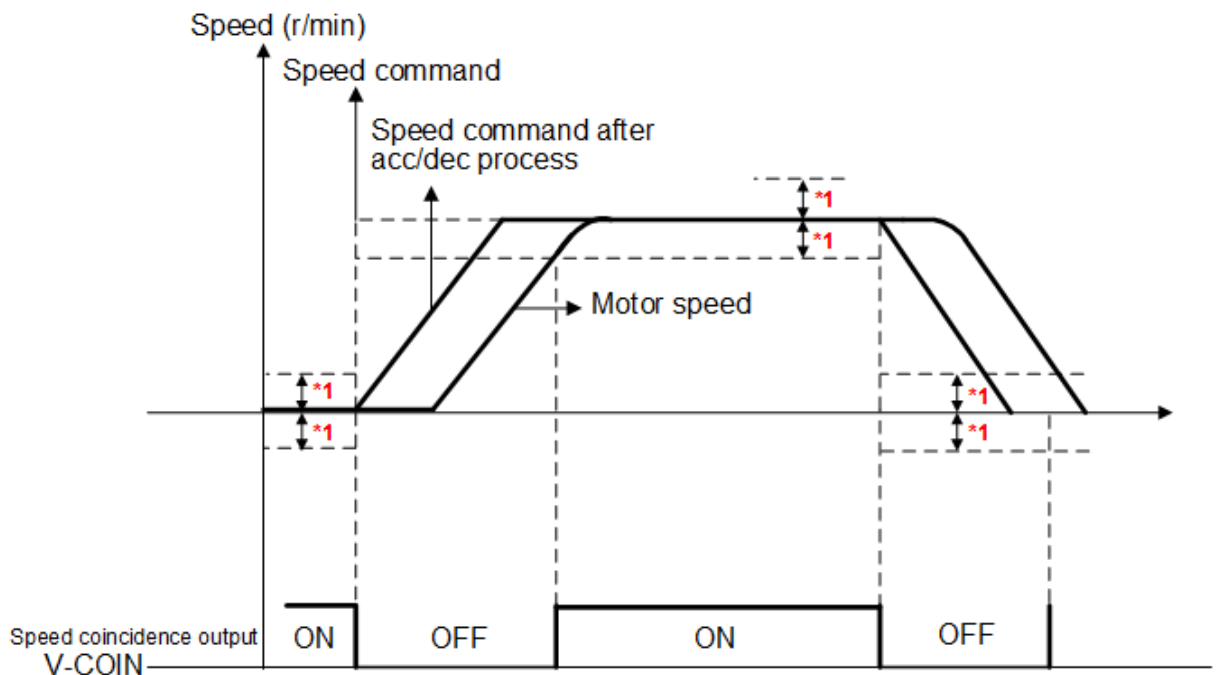 Speed (r/min)
Speed command
Speed command after
acc/dec process
*1
*1
Motor speed
*1
*1
*1
*1
Speed coincidence output
V-COIN
ON
OFF
ON
OFF